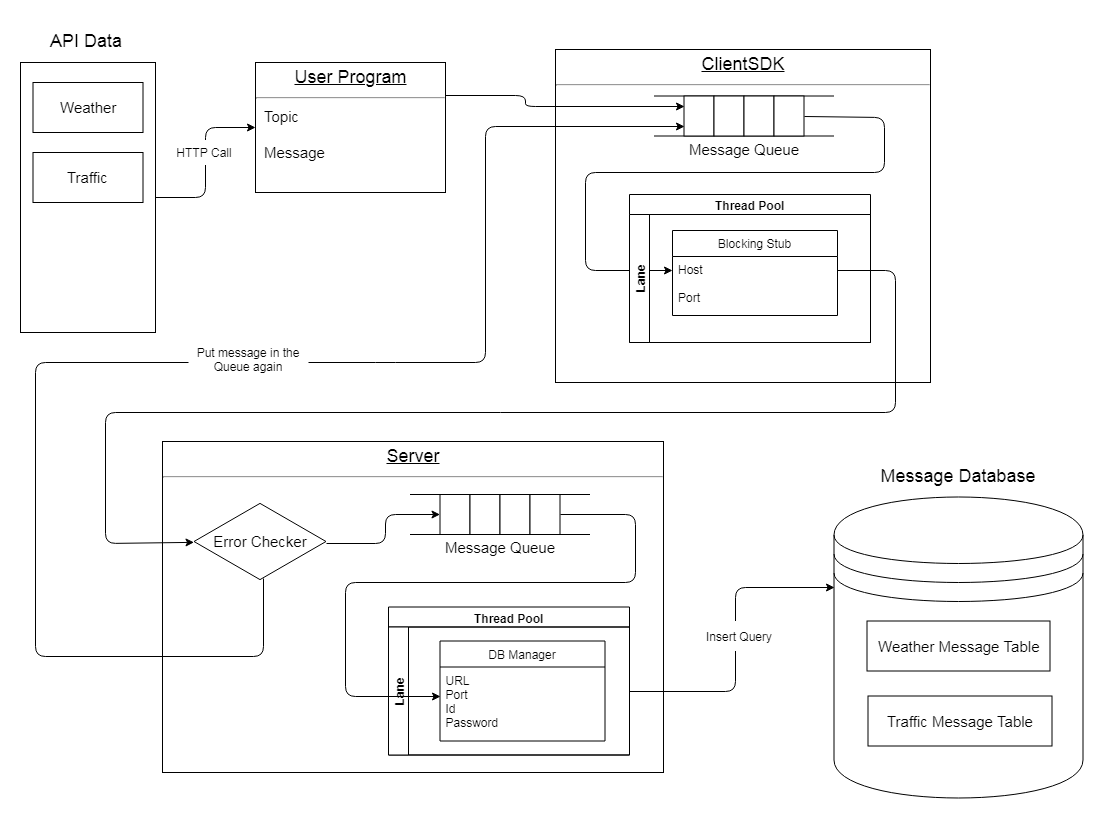 API Data
Weather
Traffic
HTTP Call
User Program
Topic
Message
ClientSDK
Message Queue
Thread Pool
Lane
Blocking Stub
Host
Port
Put message in the
Queue again
Server
Error Checker
Message Queue
Thread Pool
Lane
DB Manager
URL
Port
Id
Password
Insert Query
Message Database
Weather Message Table
Traffic Message Table